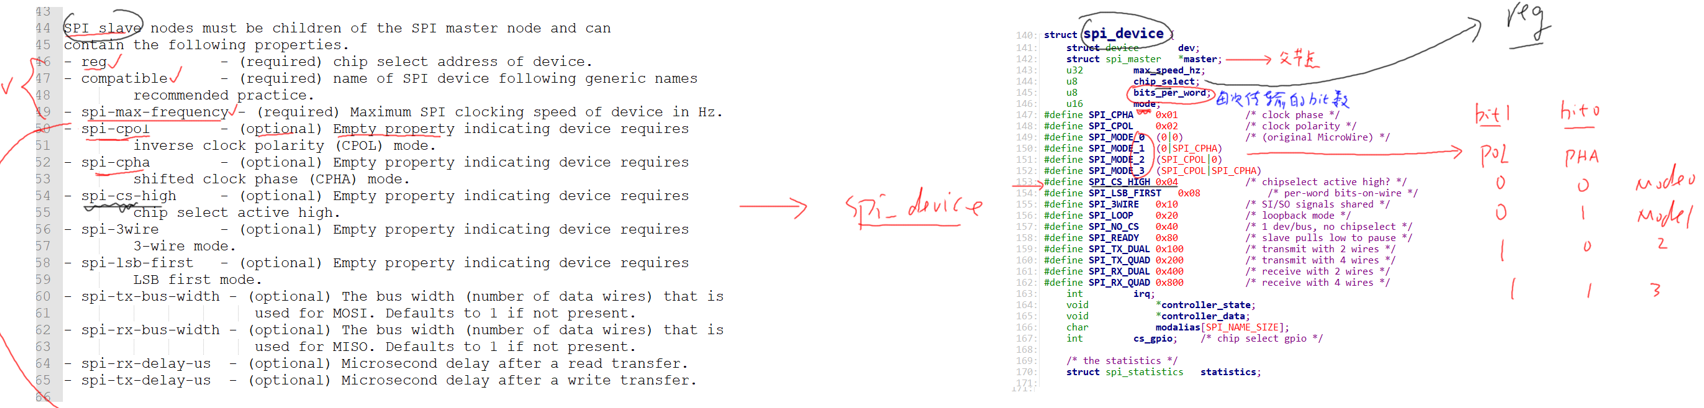 43
44 SPI slave nodes must be children of the SPI master node and can
45 contain the following properties.
46 - reg - (required) chip select address of device.
47 - compatible - (required) name of SPI device following generic names
48 recommended practice.
49 - spi-max-frequency - (required) Maximum SPI clocking speed of device in Hz.
50 - spi-cpol - (optional) Empty property indicating device requires
51 inverse clock polarity (CPOL) mode.
52 - spi-cpha - (optional) Empty property indicating device requires
53 shifted clock phase (CPHA) mode.
54 - spi-cs-high - (optional) Empty property indicating device requires
55 chip select active high.
56 - spi-3wire - (optional) Empty property indicating device requires
57 3-wire mode.
58 - spi-lsb-first - (optional) Empty property indicating device requires
59 LSB first mode.
60 - spi-tx-bus-width - (optional) The bus width (number of data wires) that is
61 used for MOSI. Defaults to 1 if not present.
62 - spi-rx-bus-width - (optional) The bus width (number of data wires) that is
63 used for MISO. Defaults to 1 if not present.
64 - spi-rx-delay-us - (optional) Microsecond delay after a read transfer.
65 - spi-tx-delay-us - (optional) Microsecond delay after a write transfer.
66
spi_device
140: struct spi_device {
141: struct device dev;
142: struct spi_master *master;
父节点
143: u32 max_speed_hz;
144: u8 chip_select;
reg
145: u8 bits_per_word;
每次传输的bit数
146: u16 mode;
147: #define SPI_CPHA 0x01 /* clock phase */
148: #define SPI_CPOL 0x02 /* clock polarity */
149: #define SPI_MODE_0 (0|0) /* (original MicroWire) */
150: #define SPI_MODE_1 (0|SPI_CPHA)
151: #define SPI_MODE_2 (SPI_CPOL|0)
152: #define SPI_MODE_3 (SPI_CPOL|SPI_CPHA)
153: #define SPI_CS_HIGH 0x04 /* chipselect active high? */
154: #define SPI_LSB_FIRST 0x08 /* per-word bits-on-wire */
155: #define SPI_3WIRE 0x10 /* SI/SO signals shared */
156: #define SPI_LOOP 0x20 /* loopback mode */
157: #define SPI_NO_CS 0x40 /* 1 dev/bus, no chipselect */
158: #define SPI_READY 0x80 /* slave pulls low to pause */
159: #define SPI_TX_DUAL 0x100 /* transmit with 2 wires */
160: #define SPI_TX_QUAD 0x200 /* transmit with 4 wires */
161: #define SPI_RX_DUAL 0x400 /* receive with 2 wires */
162: #define SPI_RX_QUAD 0x800 /* receive with 4 wires */
163: int irq;
164: void *controller_state;
165: void *controller_data;
166: char modalias[SPI_NAME_SIZE];
167: int cs_gpio; /* chip select gpio */
168:
169: /* the statistics */
170: struct spi_statistics statistics;
171:
bit1 bit0
POL PHA
0 0 mode0
0 1 mode1
1 0 2
1 1 3